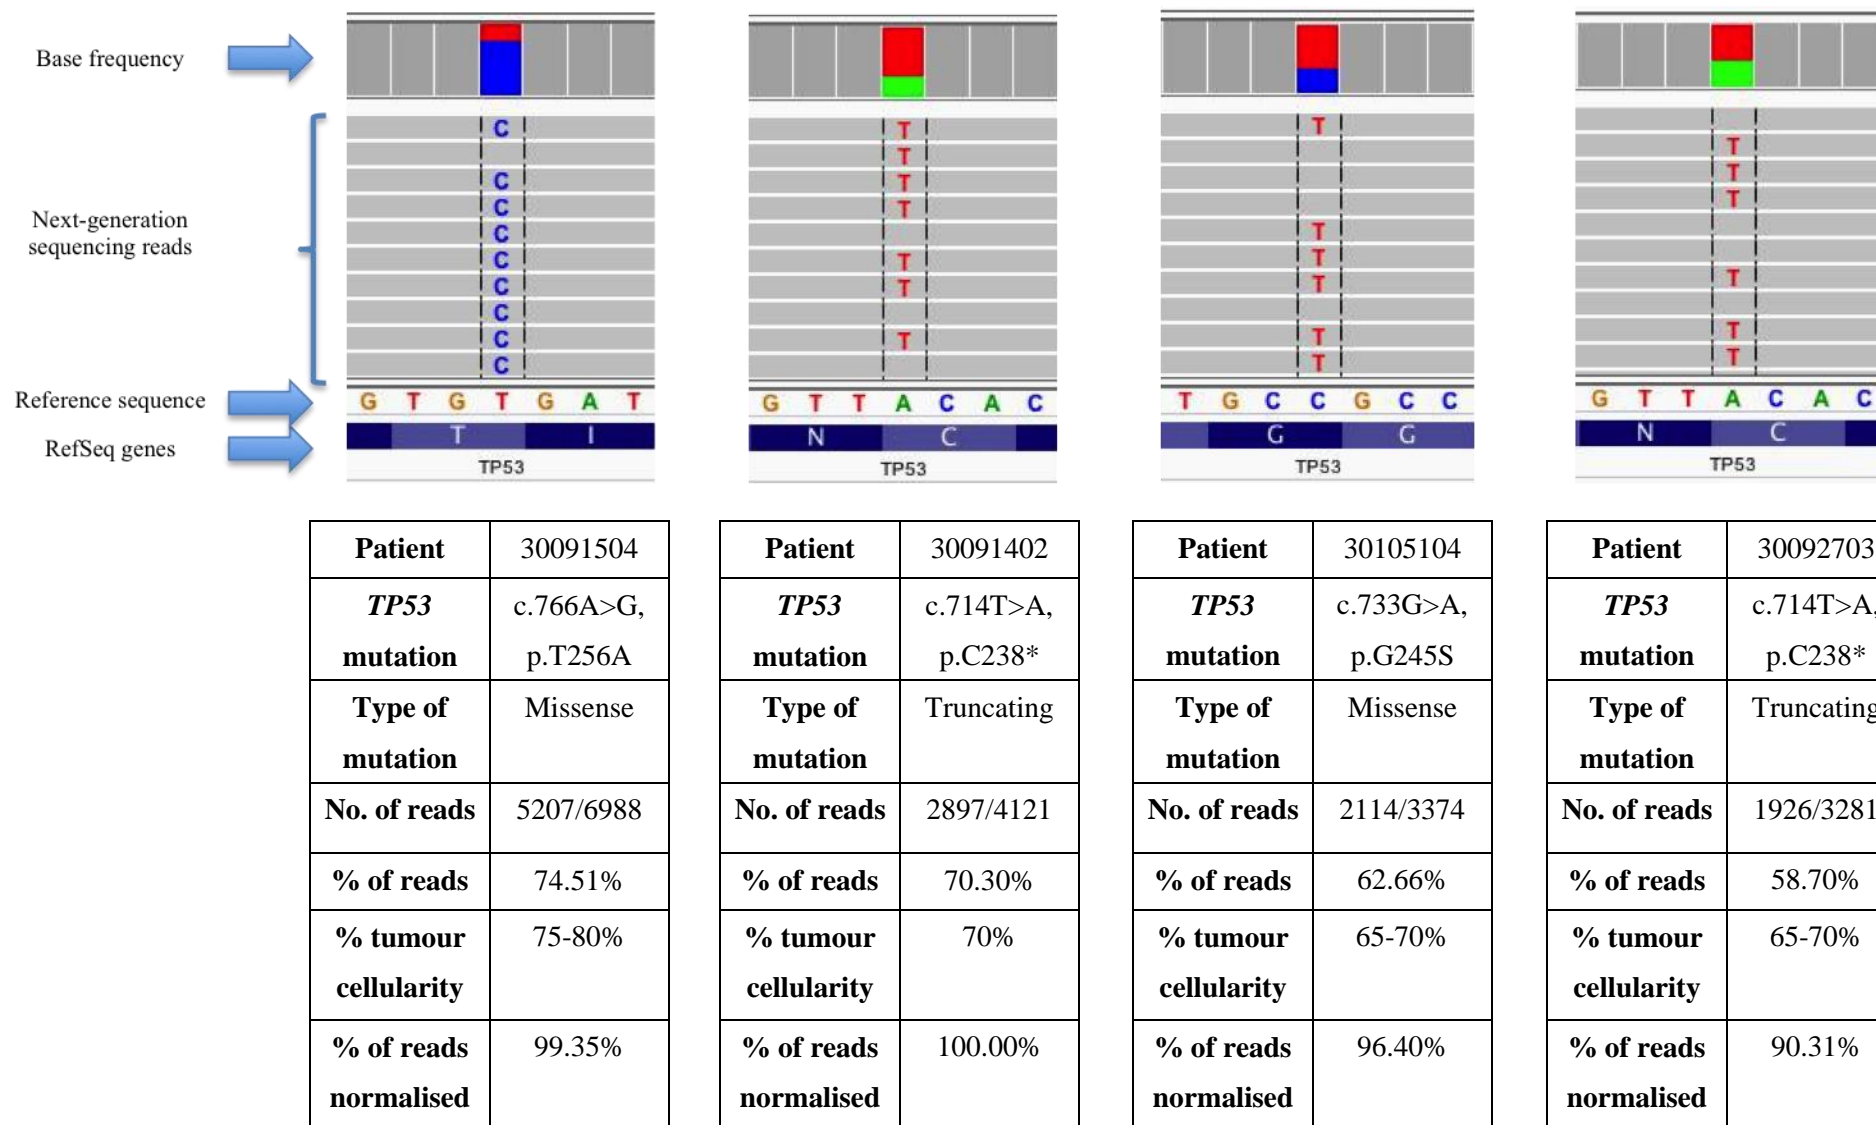 Base frequency
Next-generation
sequencing reads
Reference sequence
RefSeq genes
C
C
C
C
C
C
C
C
C
G T G T G A T
T I
TP53
T
T
T
T
T
T
T
G T T A C A C
N C
TP53
T
T
T
T
T
T
T G C C G C C
G G
TP53
T
T
T
T
T
T
G T T A C A C
N C
TP53
Patient 30091504
TP53 mutation c.766A>G,
p.T256A
Type of mutation Missense
No. of reads 5207/6988
% of reads 74.51%
% tumour cellularity 75-80%
% of reads normalised 99.35%
Patient 30091402
TP53 mutation c.714T>A,
p.C238*
Type of mutation Truncating
No. of reads 2897/4121
% of reads 70.30%
% tumour cellularity 70%
% of reads normalised 100.00%
Patient 30105104
TP53 mutation c.733G>A,
p.G245S
Type of mutation Missense
No. of reads 2114/3374
% of reads 62.66%
% tumour cellularity 65-70%
% of reads normalised 96.40%
Patient 30092703
TP53 mutation c.714T>A,
p.C238*
Type of mutation Truncating
No. of reads 1926/3281
% of reads 58.70%
% tumour cellularity 65-70%
% of reads normalised 90.31%